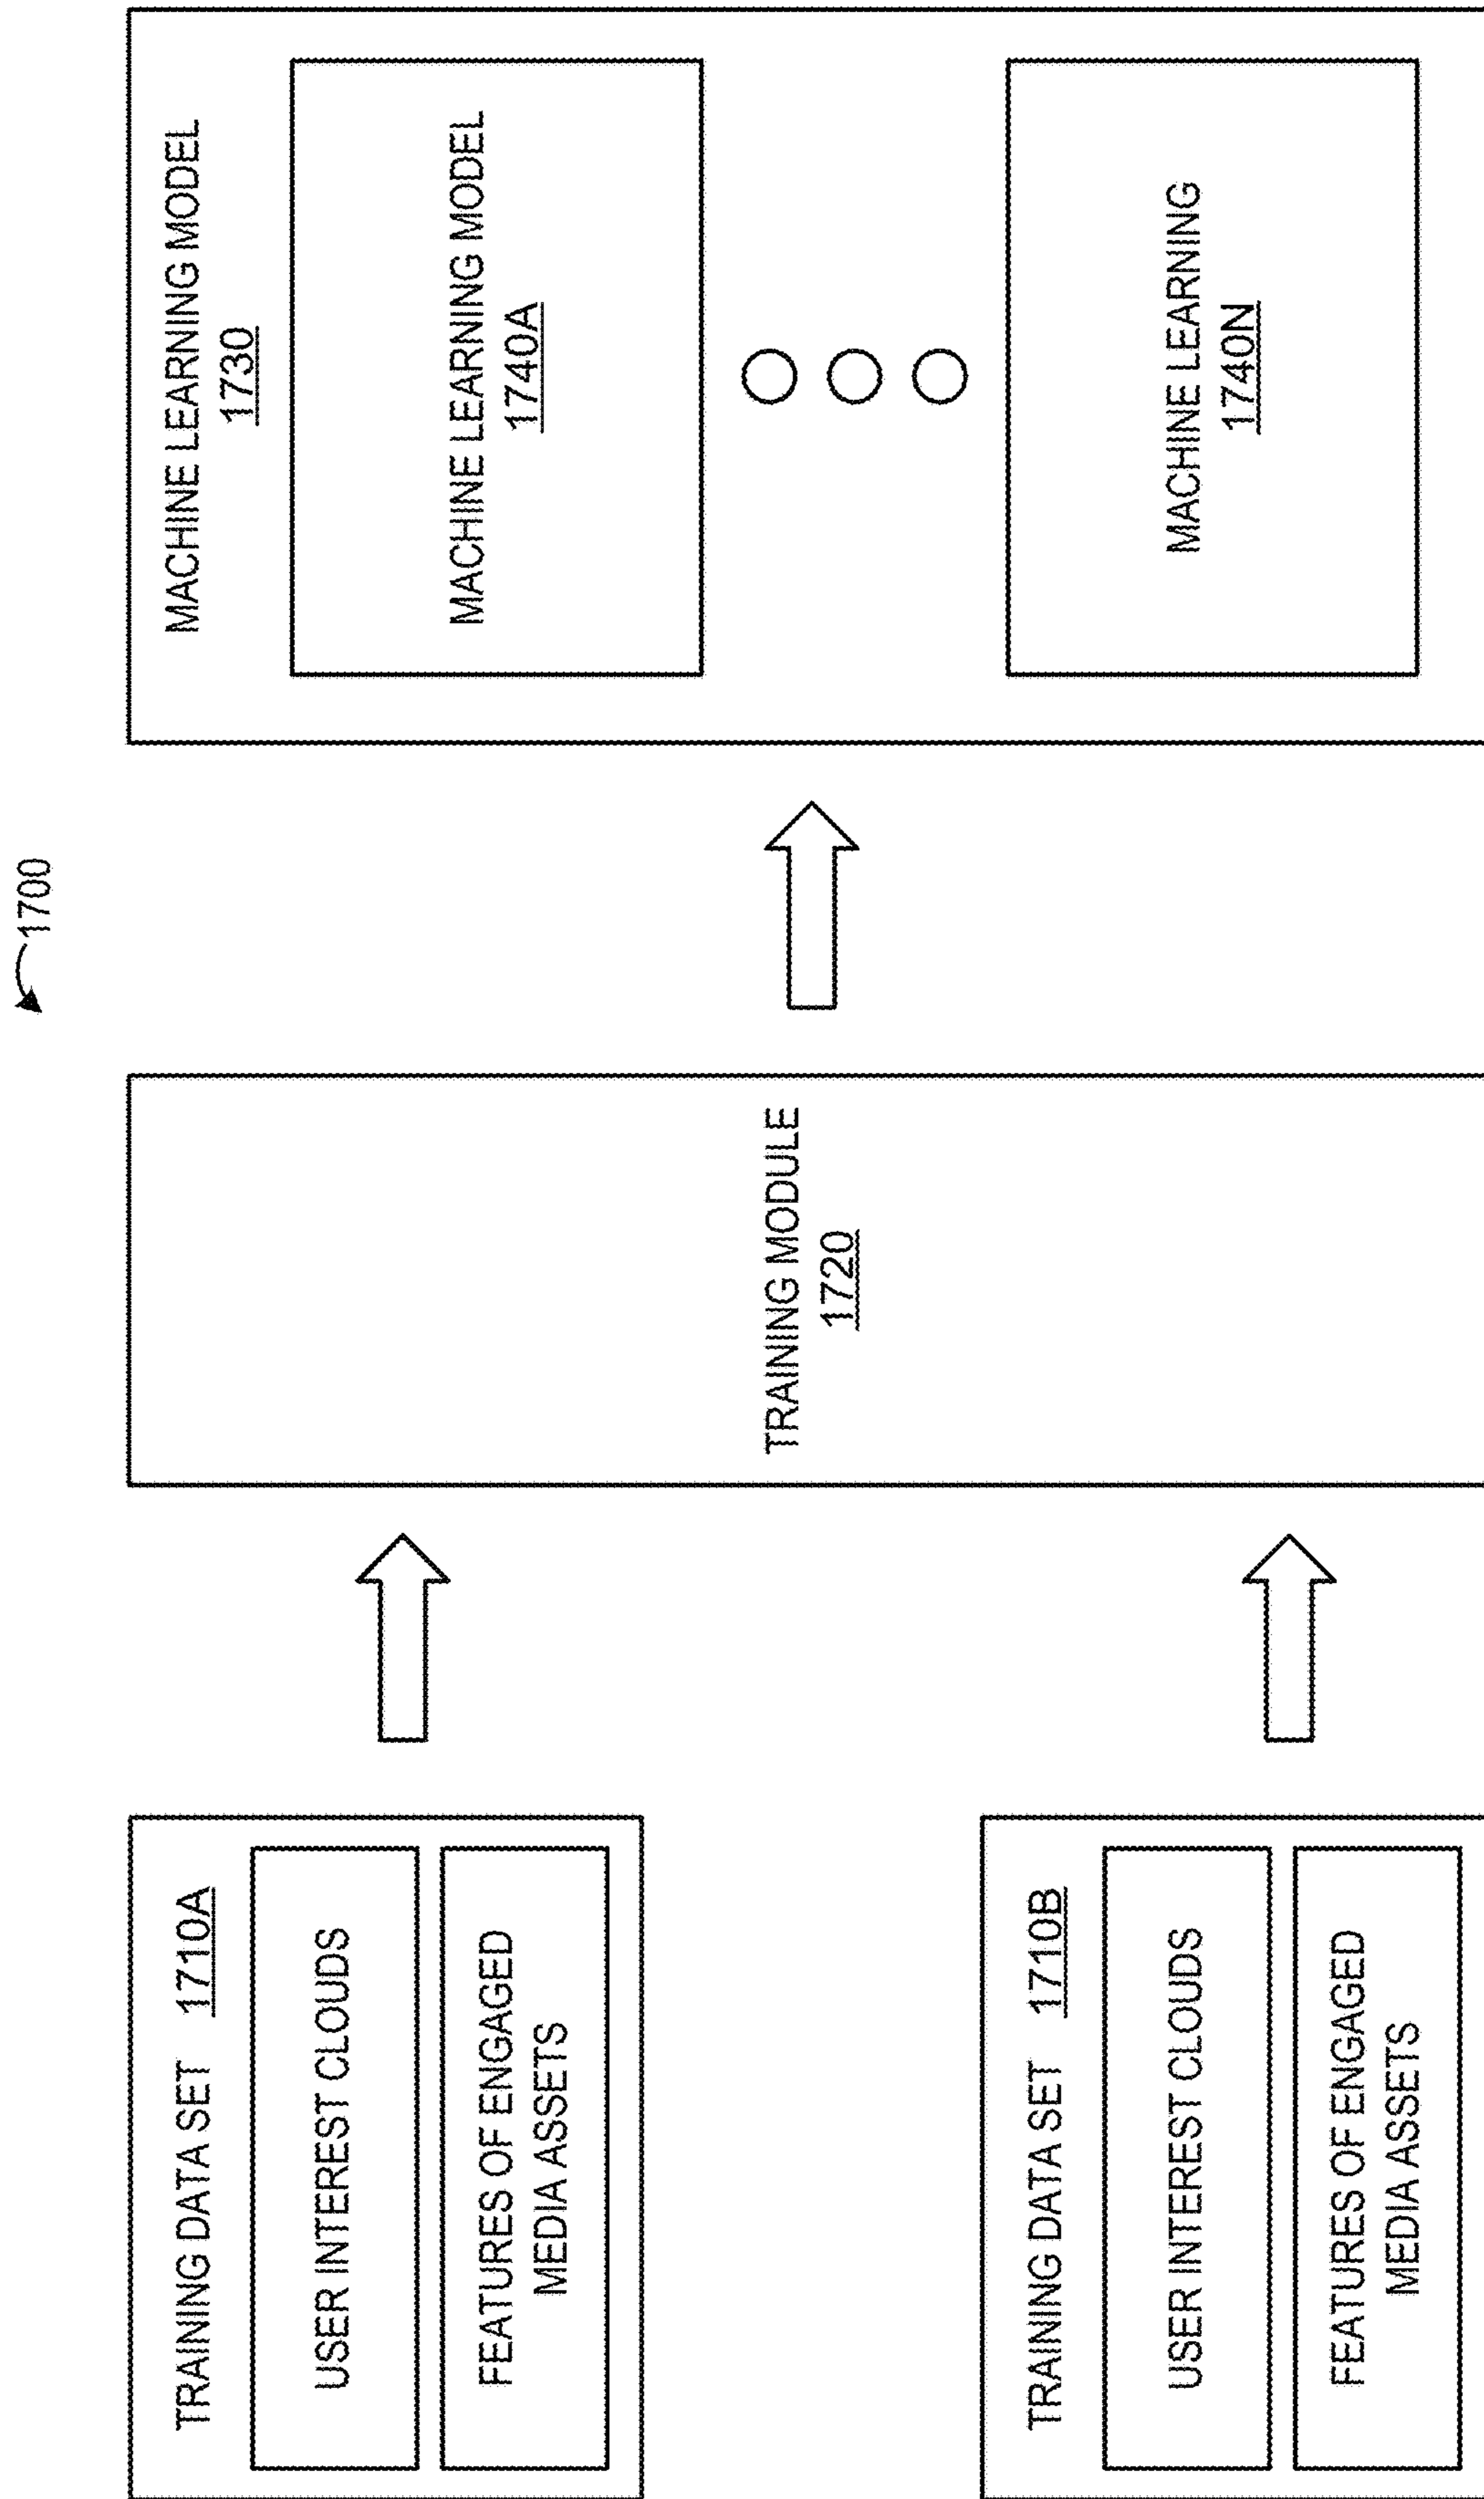 1700
TRAINING DATA SET 1710A
USER INTEREST CLOUDS
FEATURES OF ENGAGED
MEDIA ASSETS
TRAINING DATA SET 1710B
USER INTEREST CLOUDS
FEATURES OF ENGAGED
MEDIA ASSETS
TRAINING MODULE
1720
MACHINE LEARNING MODEL
1730
MACHINE LEARNING MODEL
1740A
MACHINE LEARNING
1740N